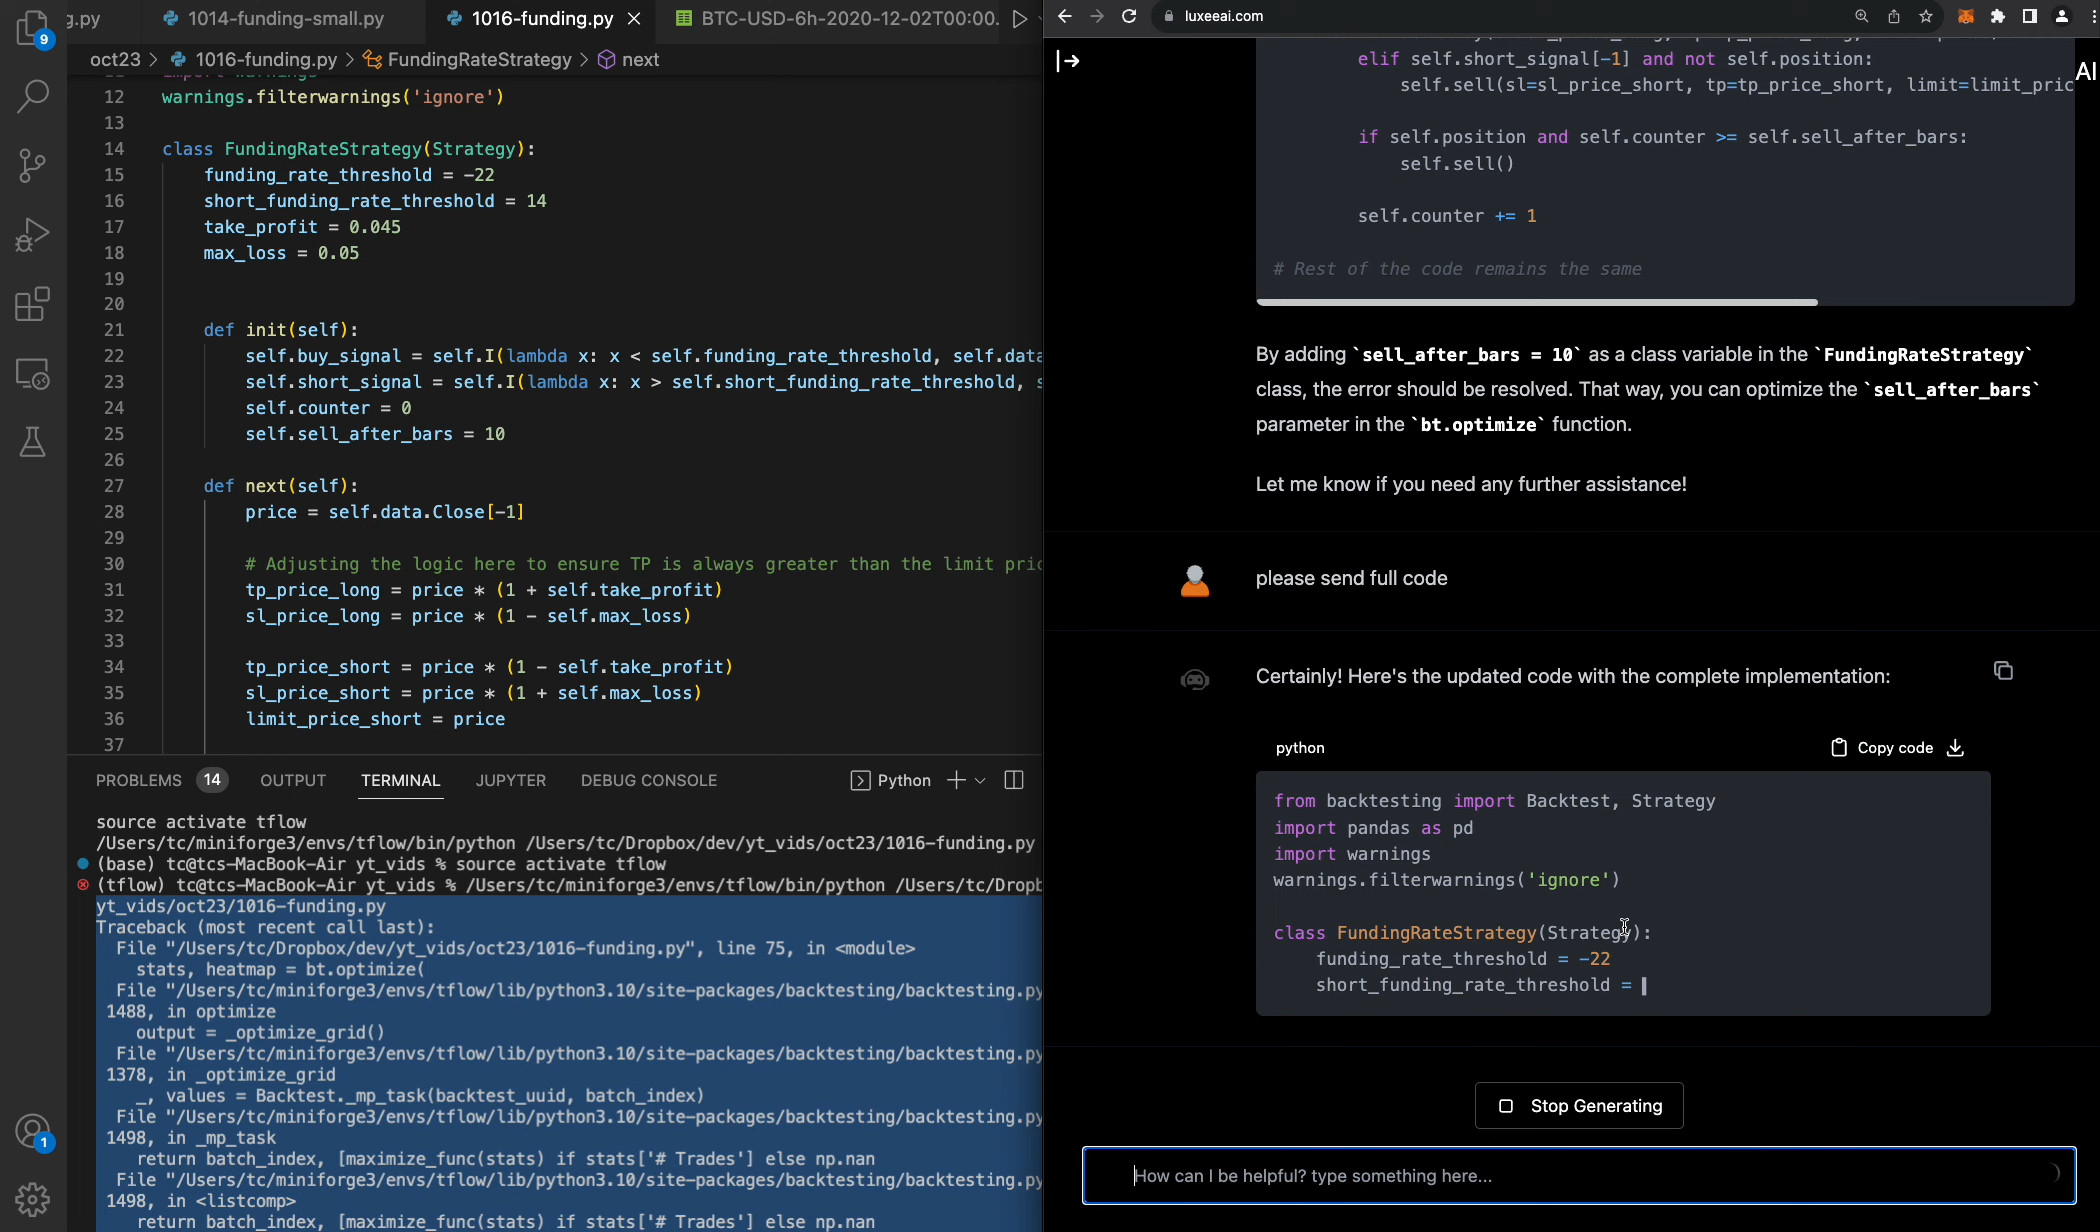 g.py
1014-funding-small.py
1016-funding.py
BTC-USD-6h-2020-12-02T00:00.
oct23 > 1016-funding.py > FundingRateStrategy > next
12 warnings.filterwarnings('ignore')
13
14 class FundingRateStrategy(Strategy):
15 funding_rate_threshold = -22
16 short_funding_rate_threshold = 14
17 take_profit = 0.045
18 max_loss = 0.05
19
20
21 def init(self):
22 self.buy_signal = self.I(lambda x: x < self.funding_rate_threshold, self.data
23 self.short_signal = self.I(lambda x: x > self.short_funding_rate_threshold, s
24 self.counter = 0
25 self.sell_after_bars = 10
26
27 def next(self):
28 price = self.data.Close[-1]
29
30 # Adjusting the logic here to ensure TP is always greater than the limit pric
31 tp_price_long = price * (1 + self.take_profit)
32 sl_price_long = price * (1 - self.max_loss)
33
34 tp_price_short = price * (1 - self.take_profit)
35 sl_price_short = price * (1 + self.max_loss)
36 limit_price_short = price
37
PROBLEMS 14 OUTPUT TERMINAL JUPYTER DEBUG CONSOLE Python
source activate tflow
/Users/tc/miniforge3/envs/tflow/bin/python /Users/tc/Dropbox/dev/yt_vids/oct23/1016-funding.py
(base) tc@tcs-MacBook-Air yt_vids % source activate tflow
(tflow) tc@tcs-MacBook-Air yt_vids % /Users/tc/miniforge3/envs/tflow/bin/python /Users/tc/Dropb
yt_vids/oct23/1016-funding.py
Traceback (most recent call last):
File "/Users/tc/Dropbox/dev/yt_vids/oct23/1016-funding.py", line 75, in <module>
stats, heatmap = bt.optimize(
File "/Users/tc/miniforge3/envs/tflow/lib/python3.10/site-packages/backtesting/backtesting.py
1488, in optimize
output = _optimize_grid()
File "/Users/tc/miniforge3/envs/tflow/lib/python3.10/site-packages/backtesting/backtesting.py
1378, in _optimize_grid
_, values = Backtest._mp_task(backtest_uuid, batch_index)
File "/Users/tc/miniforge3/envs/tflow/lib/python3.10/site-packages/backtesting/backtesting.py
1498, in _mp_task
return batch_index, [maximize_func(stats) if stats['# Trades'] else np.nan
File "/Users/tc/miniforge3/envs/tflow/lib/python3.10/site-packages/backtesting/backtesting.py
1498, in <listcomp>
return batch_index, [maximize_func(stats) if stats['# Trades'] else np.nan
9
1
luxeeai.com
AI
elif self.short_signal[-1] and not self.position:
self.sell(sl=sl_price_short, tp=tp_price_short, limit=limit_pric
if self.position and self.counter >= self.sell_after_bars:
self.sell()
self.counter += 1
# Rest of the code remains the same
By adding `sell_after_bars = 10` as a class variable in the `FundingRateStrategy`
class, the error should be resolved. That way, you can optimize the `sell_after_bars`
parameter in the `bt.optimize` function.
Let me know if you need any further assistance!
please send full code
Certainly! Here's the updated code with the complete implementation:
python
Copy code
from backtesting import Backtest, Strategy
import pandas as pd
import warnings
warnings.filterwarnings('ignore')
class FundingRateStrategy(Strategy):
funding_rate_threshold = -22
short_funding_rate_threshold =
Stop Generating
How can I be helpful? type something here...